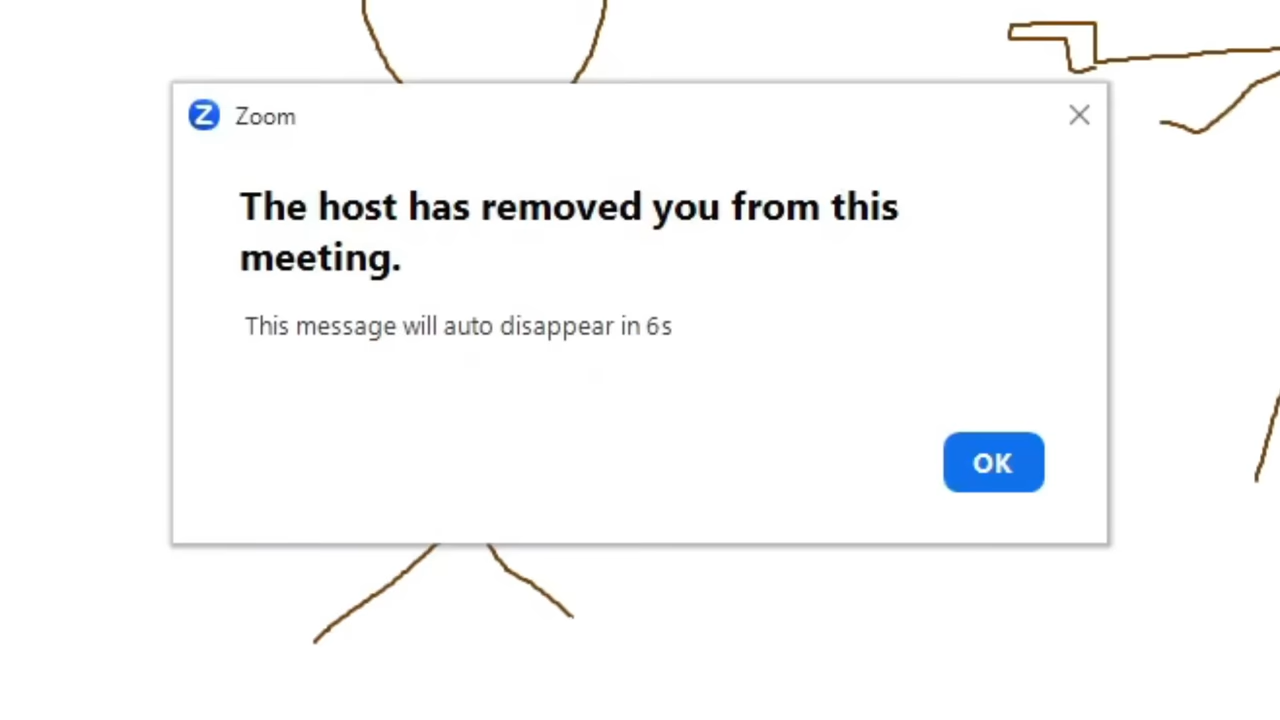 Zoom
The host has removed you from this
meeting.
This message will auto disappear in 6s
OK